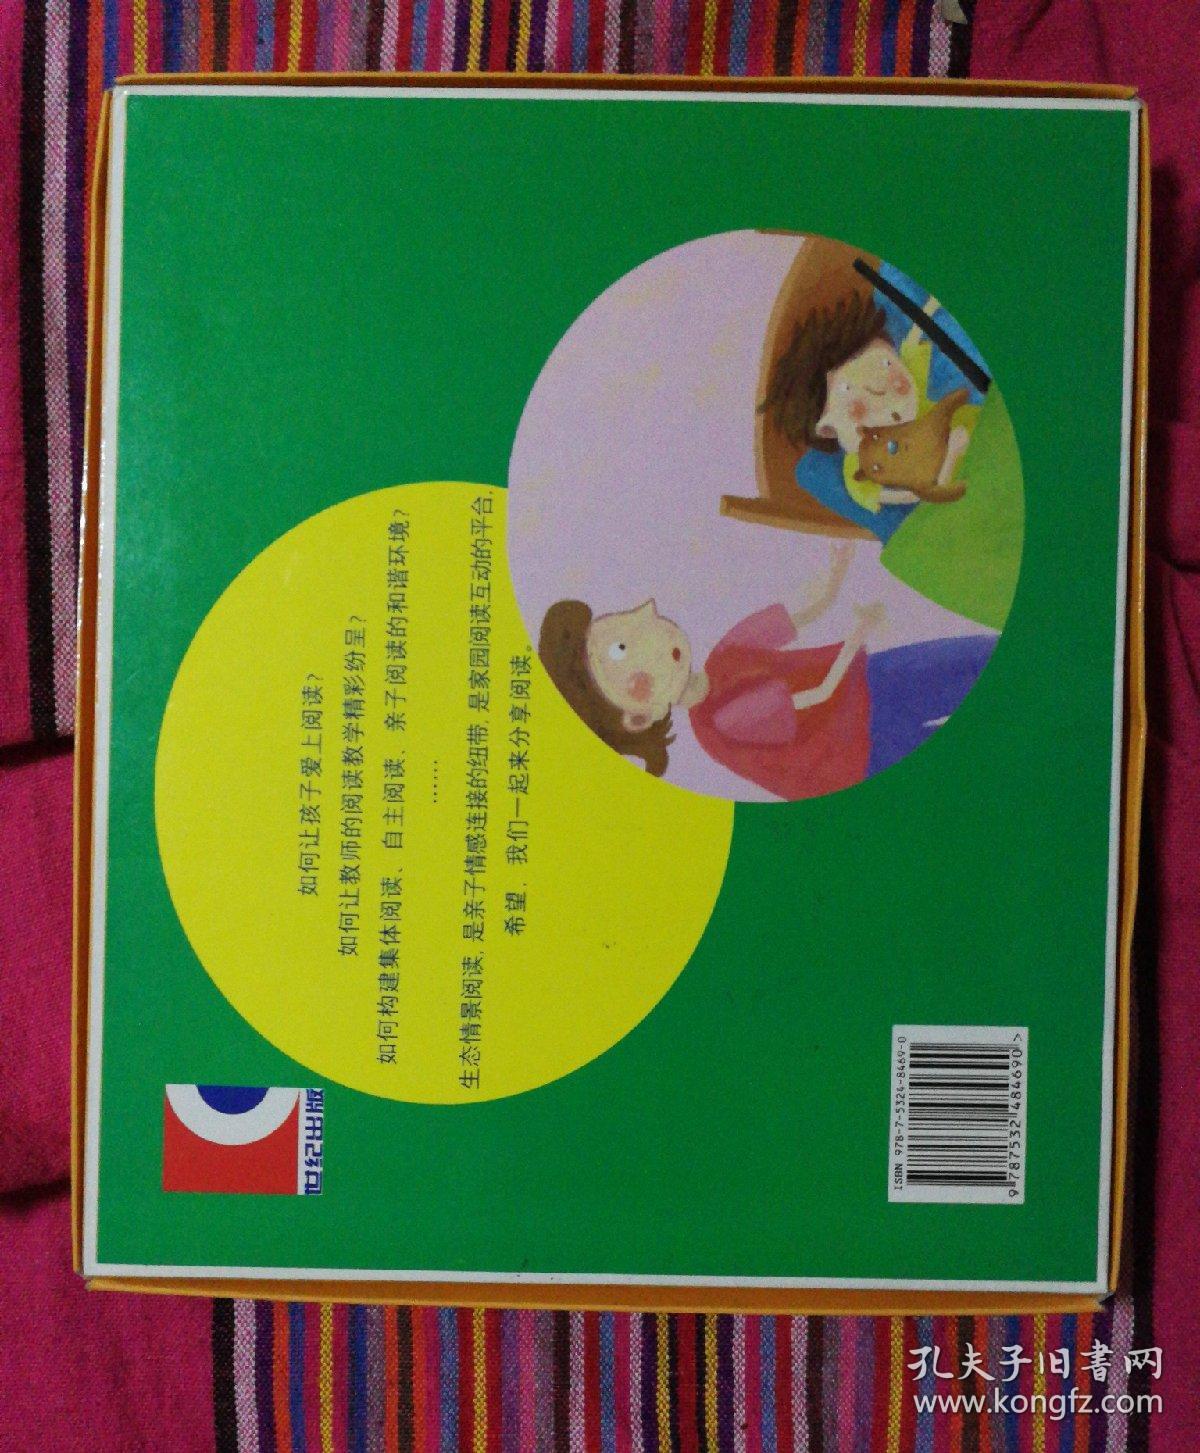 世纪出版
如何让孩子爱上阅读?
如何让教师的阅读教学精彩纷呈?
如何构建集体阅读、自主阅读、亲子阅读的和谐环境?
……
生态情景阅读,是亲子情感连接的纽带,是家园阅读互动的平台,
希望,我们一起来分享阅读。
ISBN 978-7-5324-8469-0
9 787532 484690 >
孔夫子旧書网
www.kongfz.com